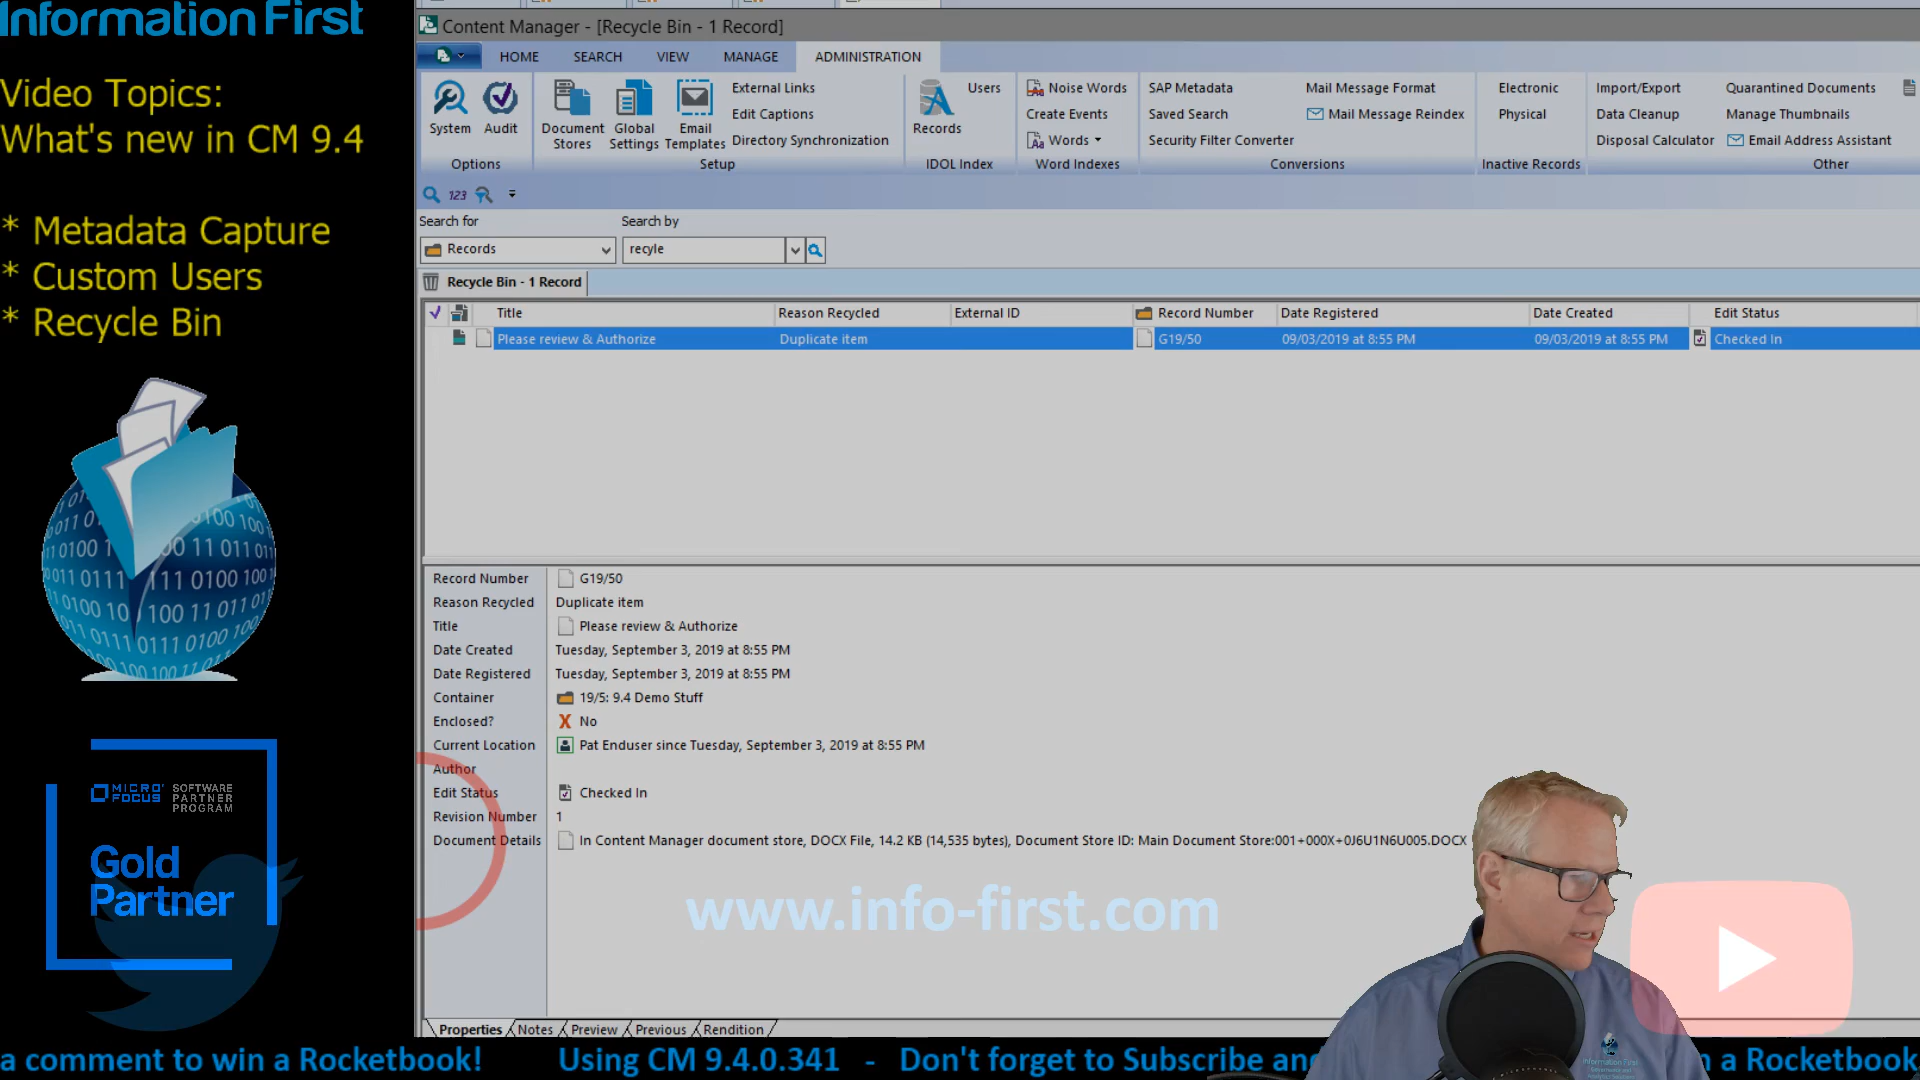 Information First
Video Topics:
What's new in CM 9.4
* Metadata Capture
* Custom Users
* Recycle Bin
MICRO FOCUS
SOFTWARE PARTNER PROGRAM
Gold Partner
Content Manager - [Recycle Bin - 1 Record]
HOME SEARCH VIEW MANAGE ADMINISTRATION
System Audit
Options
Document Stores
Global Settings
Email Templates
External Links
Edit Captions
Directory Synchronization
Setup
Records
Users
IDOL Index
Noise Words
Create Events
Words
Word Indexes
SAP Metadata
Saved Search
Security Filter Converter
Mail Message Format
Mail Message Reindex
Conversions
Electronic
Physical
Inactive Records
Import/Export
Data Cleanup
Disposal Calculator
Quarantined Documents
Manage Thumbnails
Email Address Assistant
Other
123
Search for
Search by
Records
recyle
Recycle Bin - 1 Record
Title Reason Recycled External ID Record Number Date Registered Date Created Edit Status
Please review & Authorize Duplicate item G19/50 09/03/2019 at 8:55 PM 09/03/2019 at 8:55 PM Checked In
Record Number G19/50
Reason Recycled Duplicate item
Title Please review & Authorize
Date Created Tuesday, September 3, 2019 at 8:55 PM
Date Registered Tuesday, September 3, 2019 at 8:55 PM
Container 19/5: 9.4 Demo Stuff
Enclosed? No
Current Location Pat Enduser since Tuesday, September 3, 2019 at 8:55 PM
Author
Edit Status Checked In
Revision Number 1
Document Details In Content Manager document store, DOCX File, 14.2 KB (14,535 bytes), Document Store ID: Main Document Store:001+000X+0J6U1N6U005.DOCX
www.info-first.com
Properties Notes Preview Previous Rendition
a comment to win a Rocketbook! Using CM 9.4.0.341 - Don't forget to Subscribe an a Rocketbook